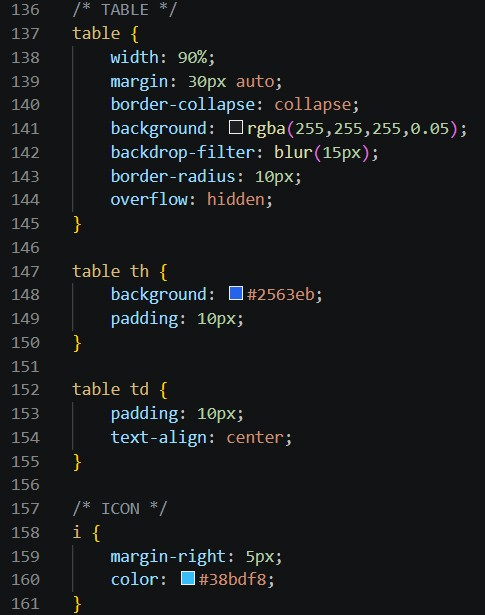 136 /* TABLE */
137 table {
138     width: 90%;
139     margin: 30px auto;
140     border-collapse: collapse;
141     background: rgba(255,255,255,0.05);
142     backdrop-filter: blur(15px);
143     border-radius: 10px;
144     overflow: hidden;
145 }
146
147 table th {
148     background: #2563eb;
149     padding: 10px;
150 }
151
152 table td {
153     padding: 10px;
154     text-align: center;
155 }
156
157 /* ICON */
158 i {
159     margin-right: 5px;
160     color: #38bdf8;
161 }